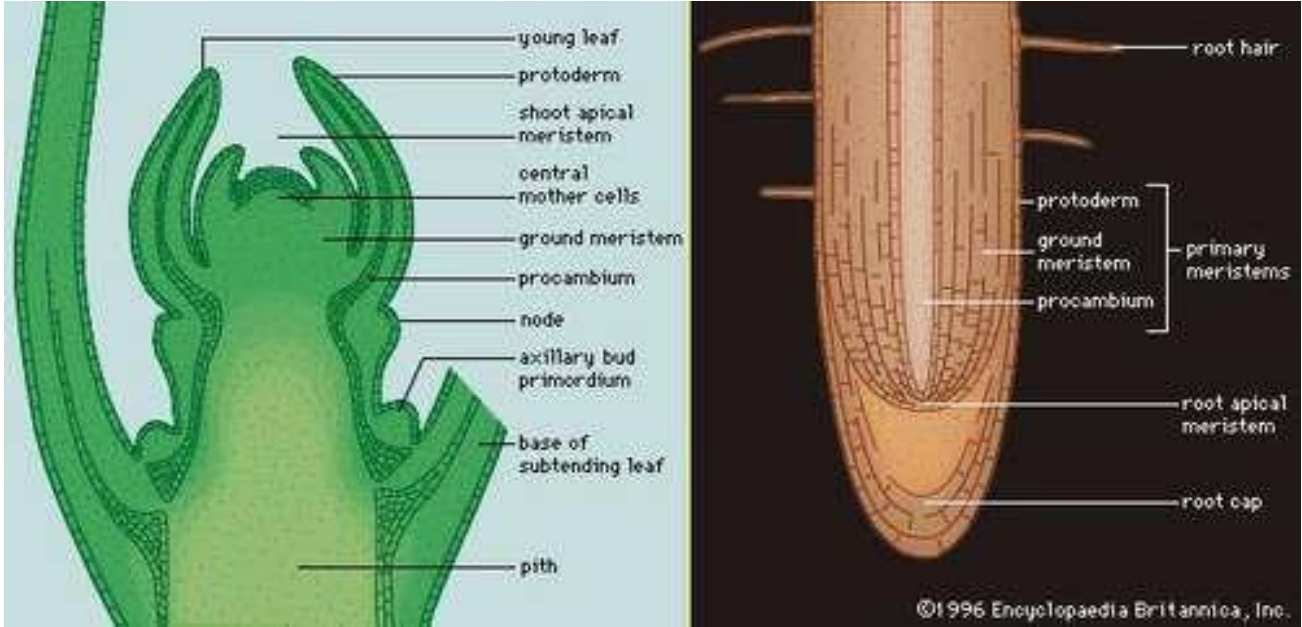 young leaf
protoderm
shoot apical
meristem
central
mother cells
ground meristem
procambium
node
axillary bud
primordium
base of
subtending leaf
pith
root hair
protoderm
ground
meristem
procambium
primary
meristems
root apical
meristem
root cap
©1996 Encyclopaedia Britannica, Inc.